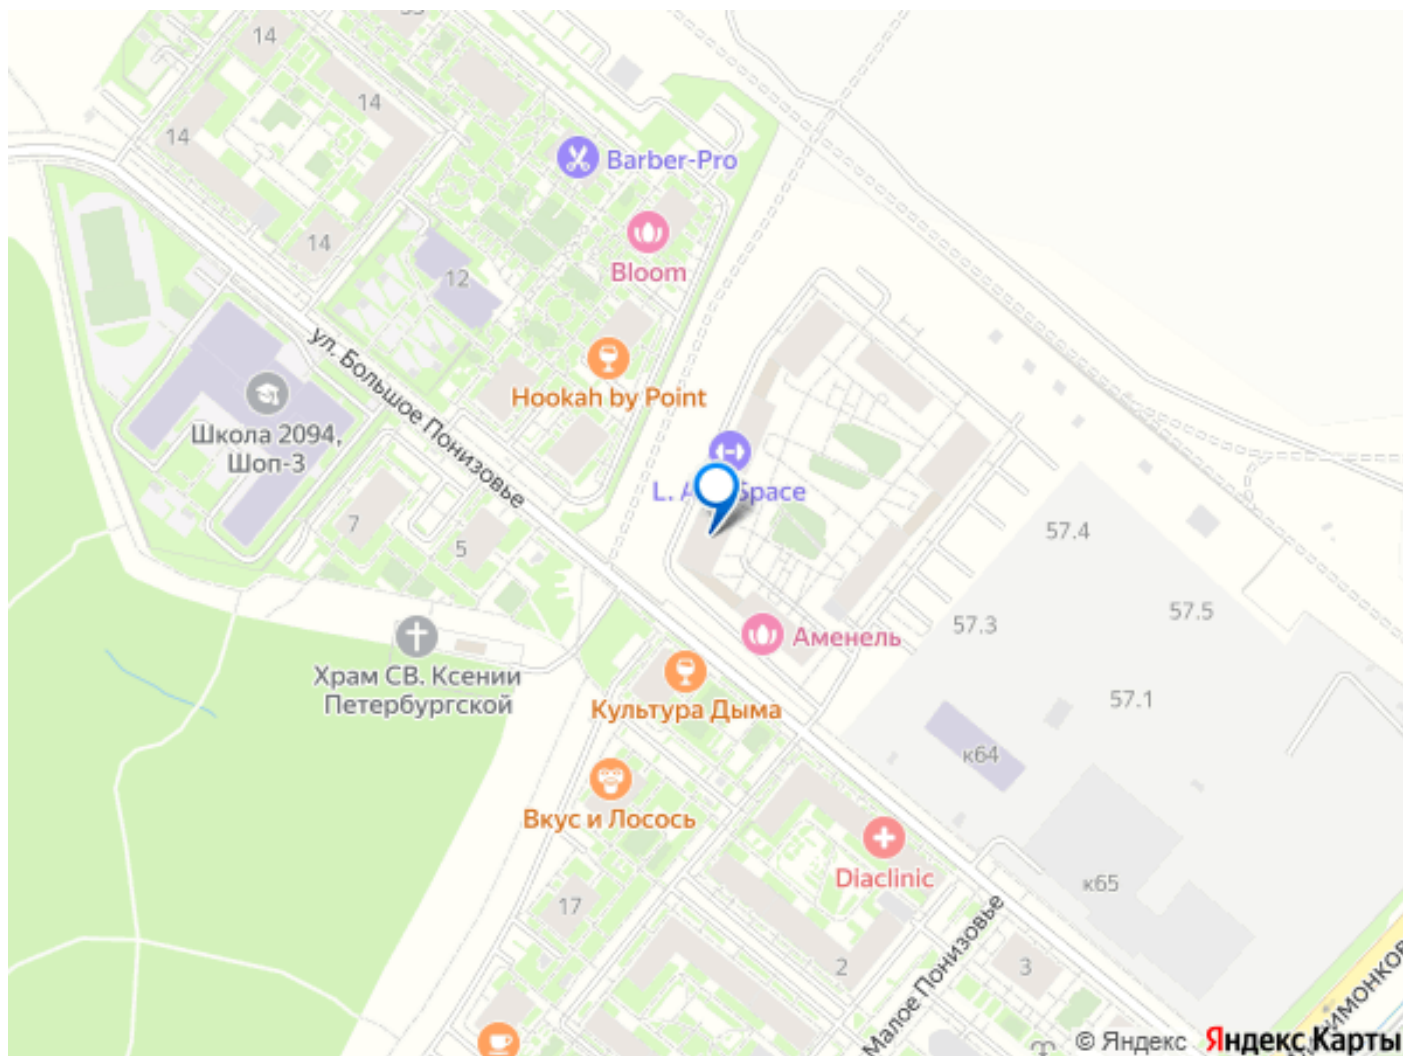 14
14
14
Barber-Pro
14
Bloom
12
ул. Большое Понизовье
Hookah by Point
Школа 2094,
Шоп-3
L.
Space
7
5
57.4
57.5
57.3
Аменель
Храм СВ. Ксении
Петербургской
57.1
Культура Дыма
к64
Вкус и Лосось
Diaclinic
к65
17
Малое Понизовье
2
3
© Яндекс Яндекс Карты